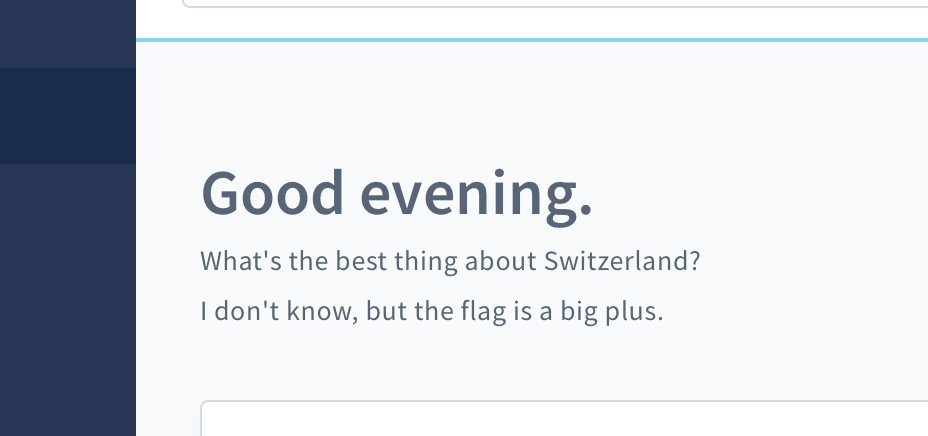 Good evening.
What's the best thing about Switzerland?
I don't know, but the flag is a big plus.